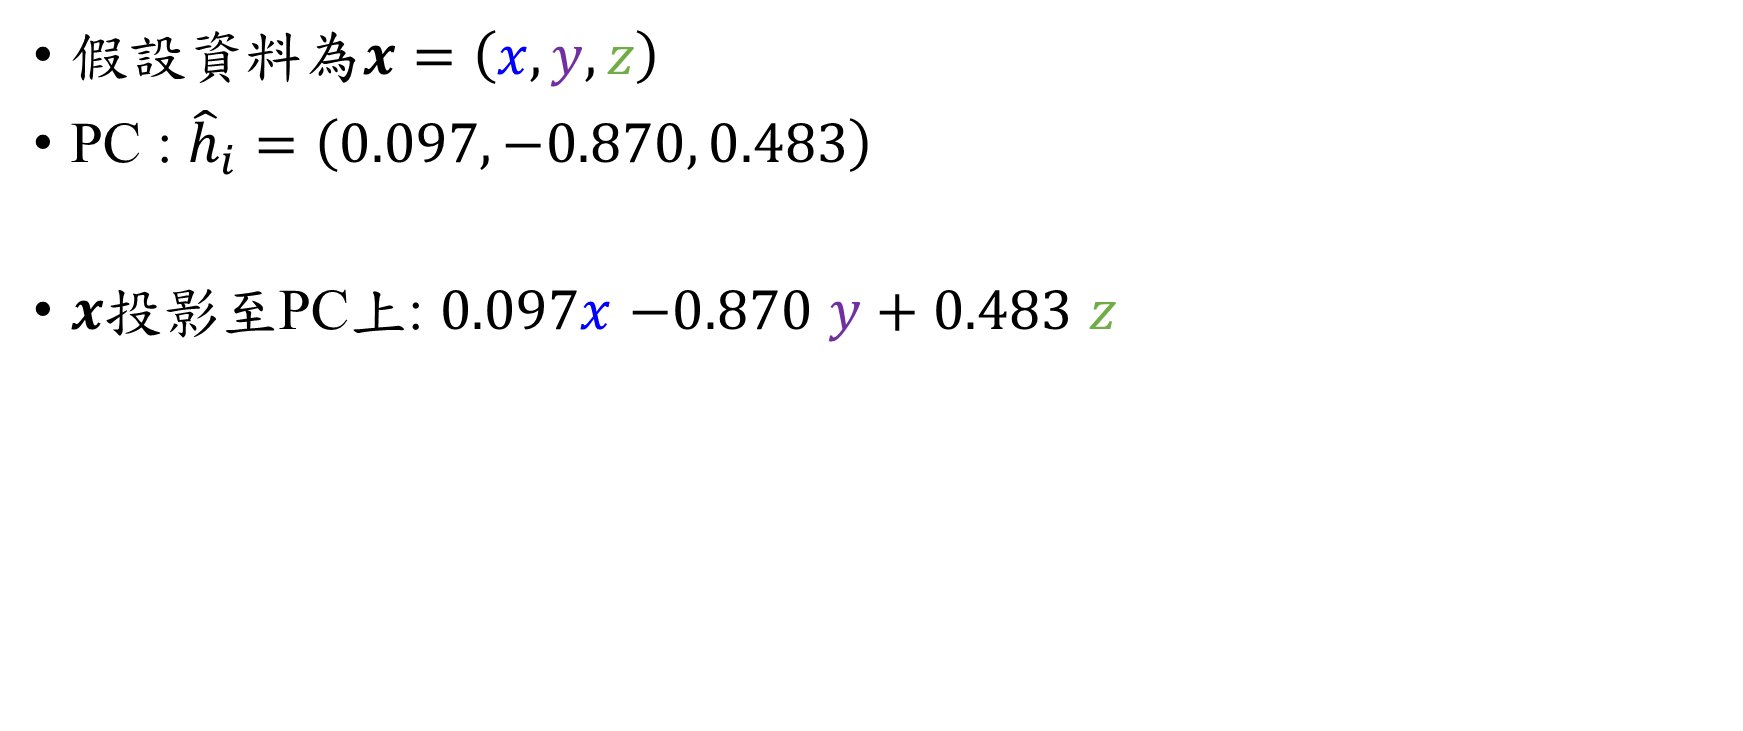 • 假設資料為𝒙 = (x, y, z)
• PC : ĥᵢ = (0.097, −0.870, 0.483)
• 𝒙投影至PC上: 0.097x −0.870 y + 0.483 z